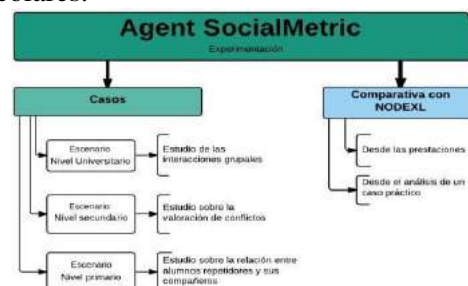 colares.
Agent SocialMetric
Experimentación
Casos
Comparativa con
NODEXL
Escenario
Nivel Universitario
Estudio de las
interacciones grupales
Desde las prestaciones
Desde el análisis de un
caso práctico
Escenario
Nivel secundario
Estudio sobre la
valoración de conflictos
Escenario
Nivel primario
Estudio sobre la relación entre
alumnos repetidores y sus
compañeros